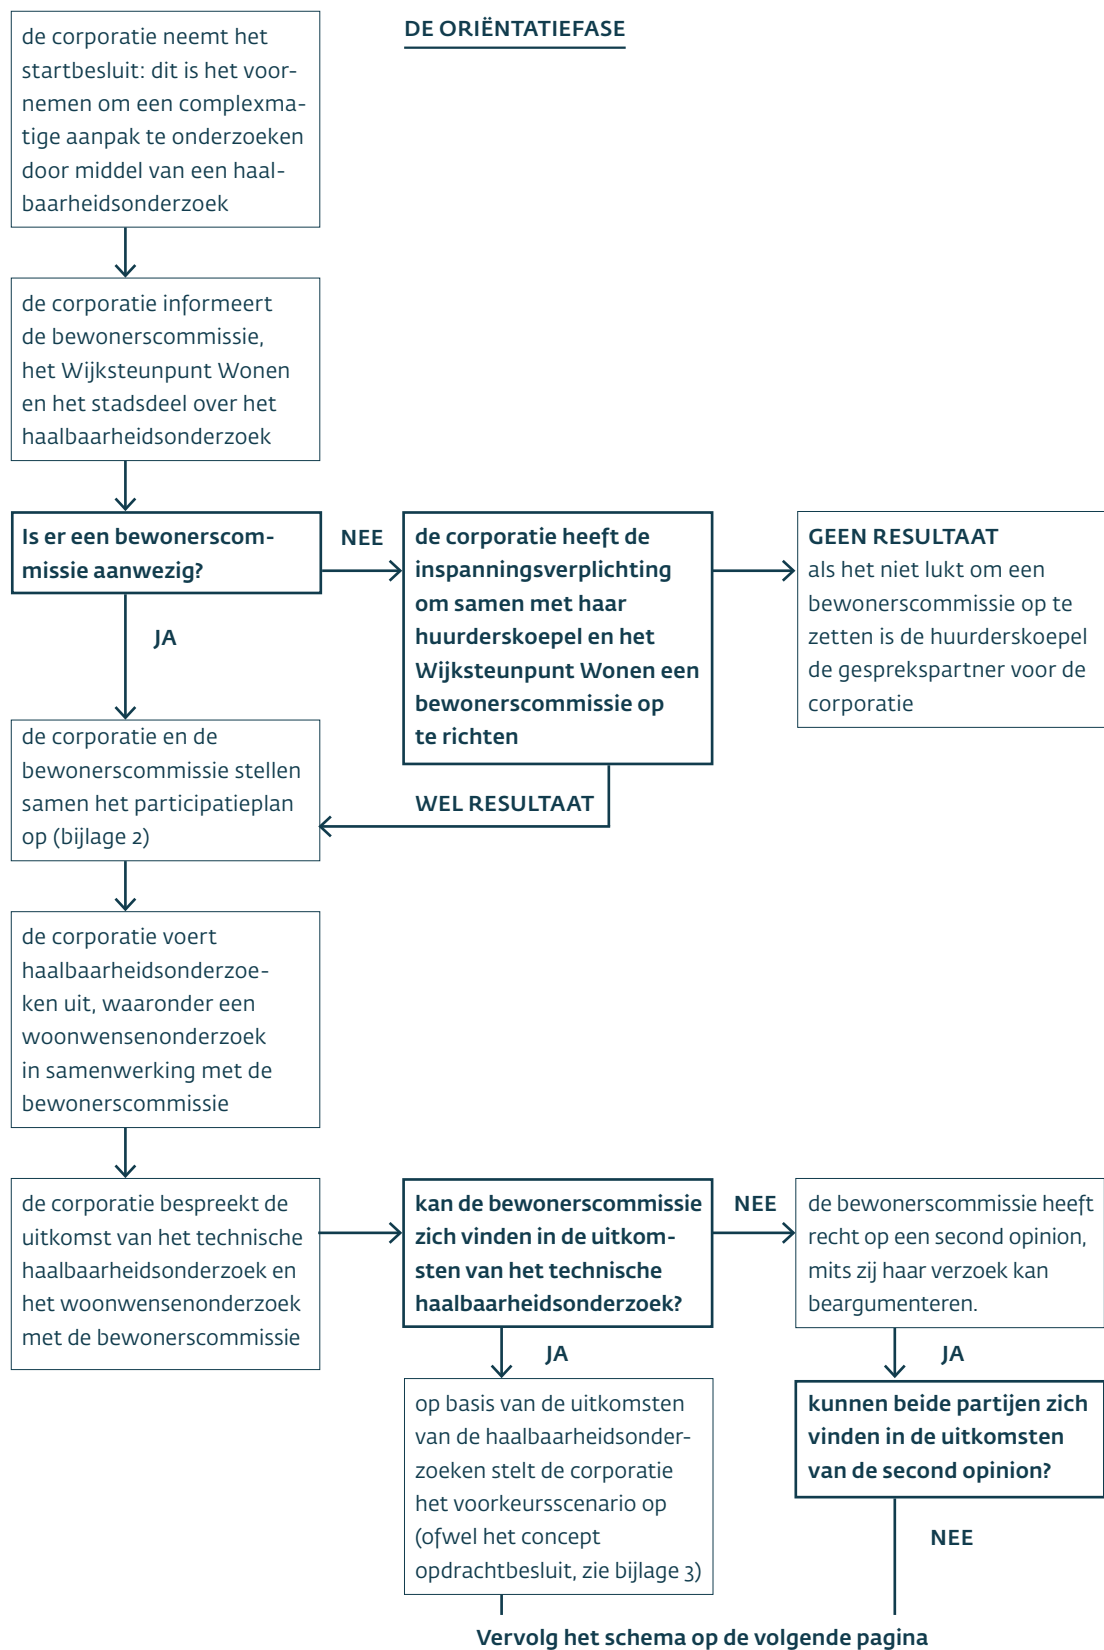 DE ORIËNTATIEFASE
de corporatie neemt het
startbesluit: dit is het voor-
nemen om een complexma-
tige aanpak te onderzoeken
door middel van een haal-
baarheidsonderzoek
de corporatie informeert
de bewonerscommissie,
het Wijksteunpunt Wonen
en het stadsdeel over het
haalbaarheidsonderzoek
Is er een bewonerscom-
missie aanwezig?
NEE
de corporatie heeft de
inspanningsverplichting
om samen met haar
huurderskoepel en het
Wijksteunpunt Wonen een
bewonerscommissie op
te richten
GEEN RESULTAAT
als het niet lukt om een
bewonerscommissie op te
zetten is de huurderskoepel
de gesprekspartner voor de
corporatie
JA
WEL RESULTAAT
de corporatie en de
bewonerscommissie stellen
samen het participatieplan
op (bijlage 2)
de corporatie voert
haalbaarheidsonderzoe-
ken uit, waaronder een
woonwensenonderzoek
in samenwerking met de
bewonerscommissie
de corporatie bespreekt de
uitkomst van het technische
haalbaarheidsonderzoek en
het woonwensenonderzoek
met de bewonerscommissie
kan de bewonerscommissie
zich vinden in de uitkom-
sten van het technische
haalbaarheidsonderzoek?
NEE
de bewonerscommissie heeft
recht op een second opinion,
mits zij haar verzoek kan
beargumenteren.
JA
op basis van de uitkomsten
van de haalbaarheidsonder-
zoeken stelt de corporatie
het voorkeursscenario op
(ofwel het concept
opdrachtbesluit, zie bijlage 3)
JA
kunnen beide partijen zich
vinden in de uitkomsten
van de second opinion?
NEE
Vervolg het schema op de volgende pagina